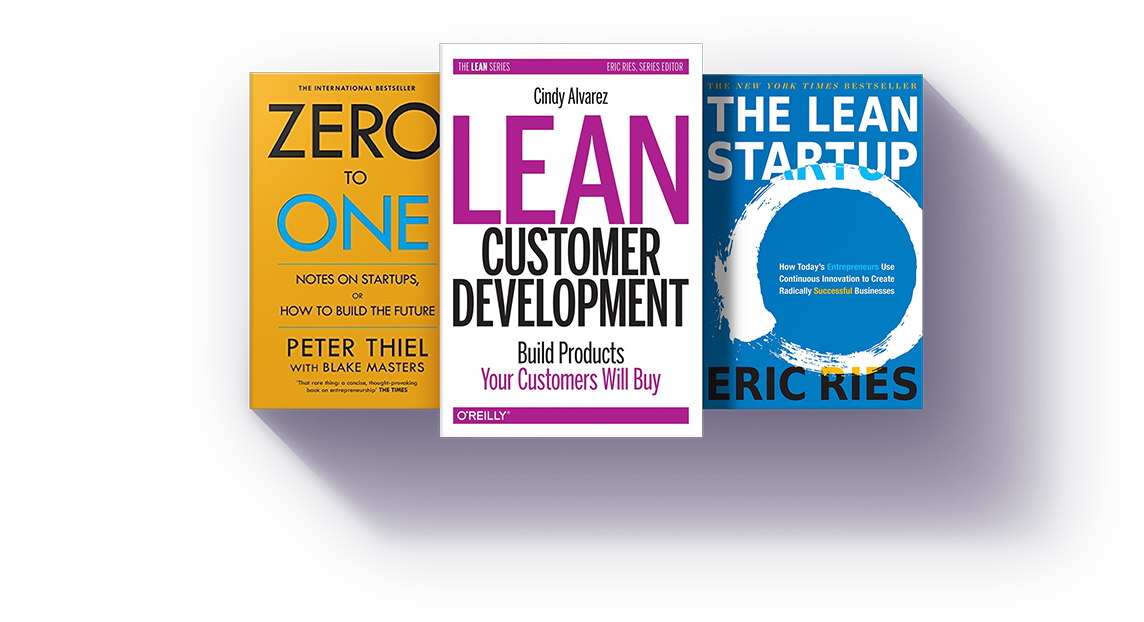 THE INTERNATIONAL BESTSELLER
ZERO
TO
ONE
NOTES ON STARTUPS,
OR
HOW TO BUILD THE FUTURE
PETER THIEL
WITH BLAKE MASTERS
'That rare thing: a concise, thought-provoking
book on entrepreneurship' THE TIMES
THE LEAN SERIES
ERIC RIES, SERIES EDITOR
Cindy Alvarez
LEAN
CUSTOMER
DEVELOPMENT
Build Products
Your Customers Will Buy
O'REILLY®
THE NEW YORK TIMES BESTSELLER
THE LEAN
STARTUP
How Today's Entrepreneurs Use
Continuous Innovation to Create
Radically Successful Businesses
ERIC RIES